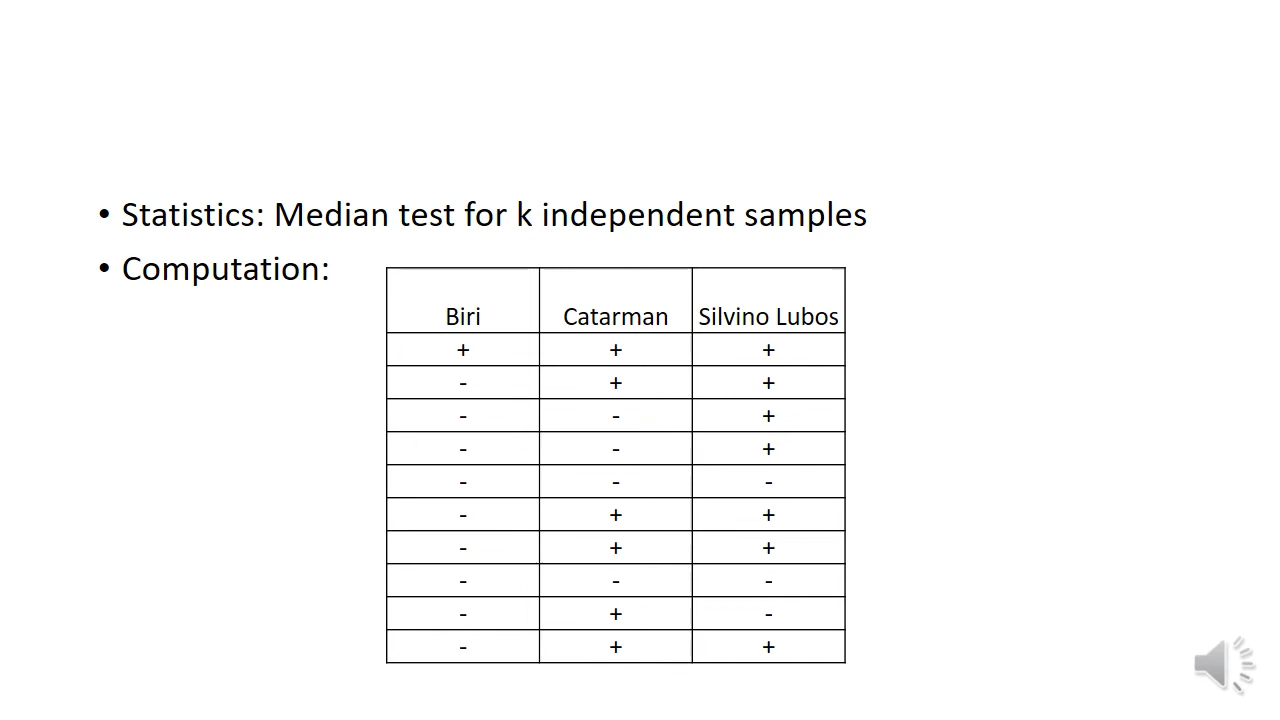 • Statistics: Median test for k independent samples
• Computation:
Biri Catarman Silvino Lubos
+ + +
- + +
- - +
- - +
- - -
- + +
- + +
- - -
- + -
- + +